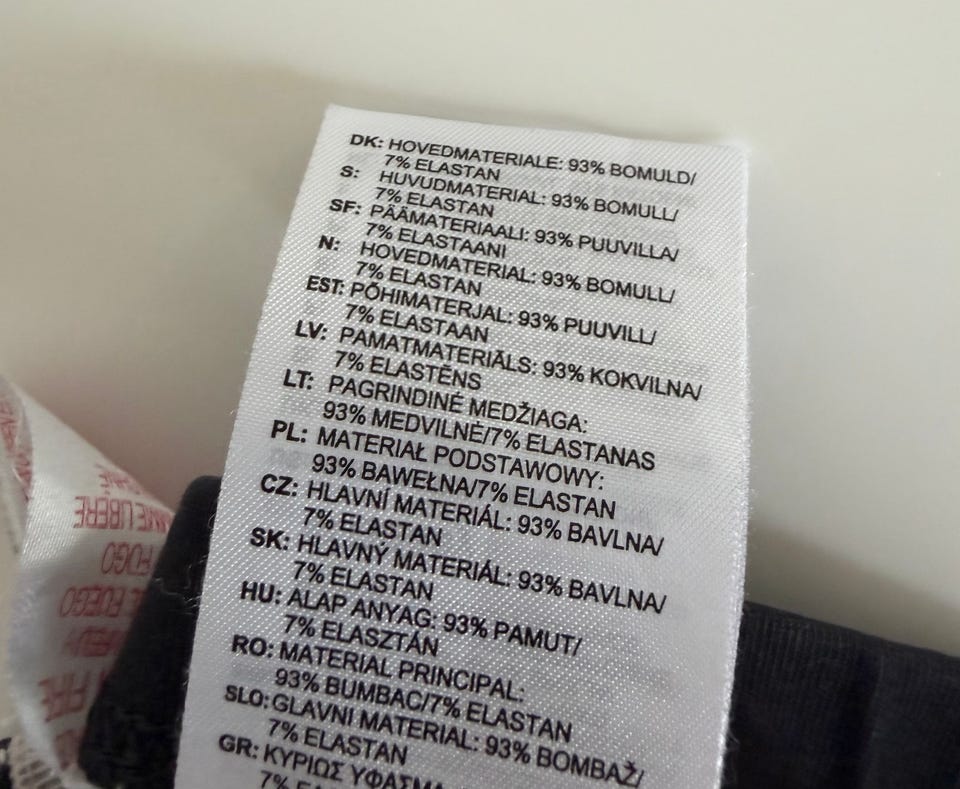 DK: HOVEDMATERIALE: 93% BOMULD/
7% ELASTAN
S: HUVUDMATERIAL: 93% BOMULL/
7% ELASTAN
SF: PÄÄMATERIAALI: 93% PUUVILLA/
7% ELASTAANI
N: HOVEDMATERIAL: 93% BOMULL/
7% ELASTAN
EST: PÕHIMATERJAL: 93% PUUVILL/
7% ELASTAAN
LV: PAMATMATERIĀLS: 93% KOKVILNA/
7% ELASTĒNS
LT: PAGRINDINĖ MEDŽIAGA:
93% MEDVILNĖ/7% ELASTANAS
PL: MATERIAŁ PODSTAWOWY:
93% BAWEŁNA/7% ELASTAN
CZ: HLAVNÍ MATERIÁL: 93% BAVLNA/
7% ELASTAN
SK: HLAVNÝ MATERIÁL: 93% BAVLNA/
7% ELASTAN
HU: ALAP ANYAG: 93% PAMUT/
7% ELASZTÁN
RO: MATERIAL PRINCIPAL:
93% BUMBAC/7% ELASTAN
SLO: GLAVNI MATERIAL: 93% BOMBAŽ/
7% ELASTAN
GR: ΚΥΡΙΩΣ ΥΦΑΣΜΑ
7%
LIBERE
FOGO
FUEGO
FIRE